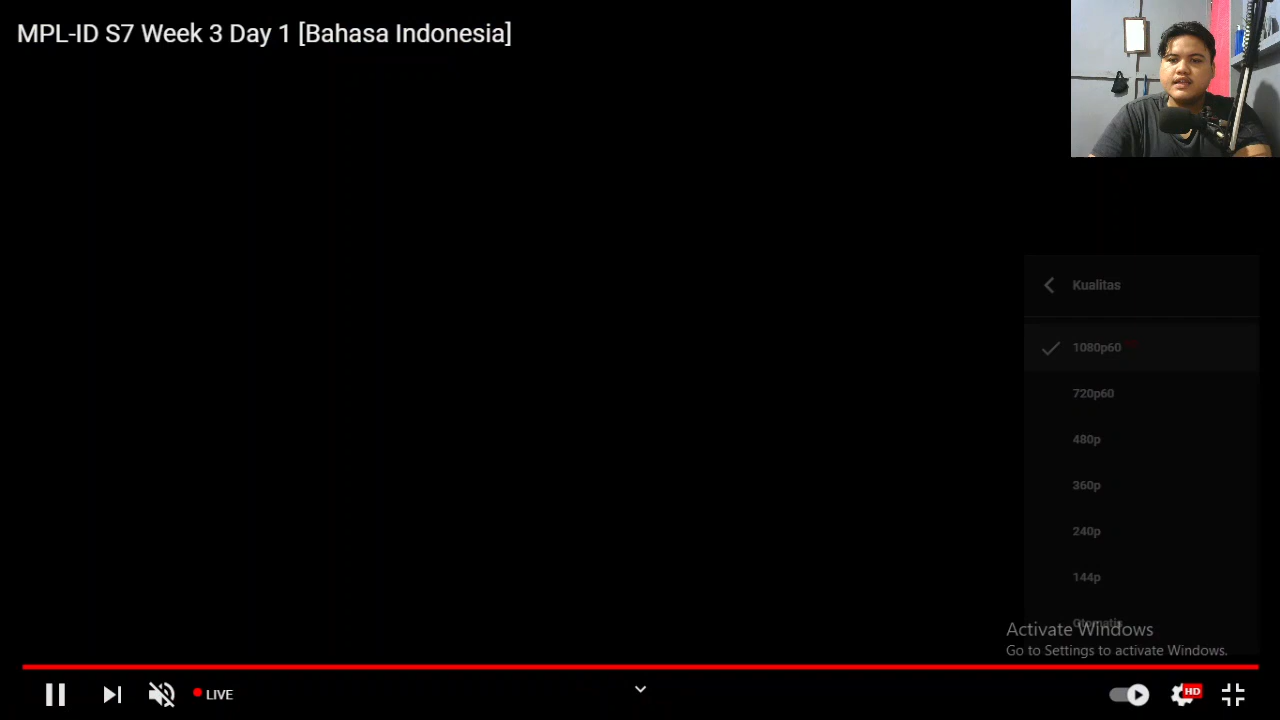 MPL-ID S7 Week 3 Day 1 [Bahasa Indonesia]
Kualitas
1080p60
720p60
480p
360p
240p
144p
Otomatis
Activate Windows
Go to Settings to activate Windows.
LIVE
HD